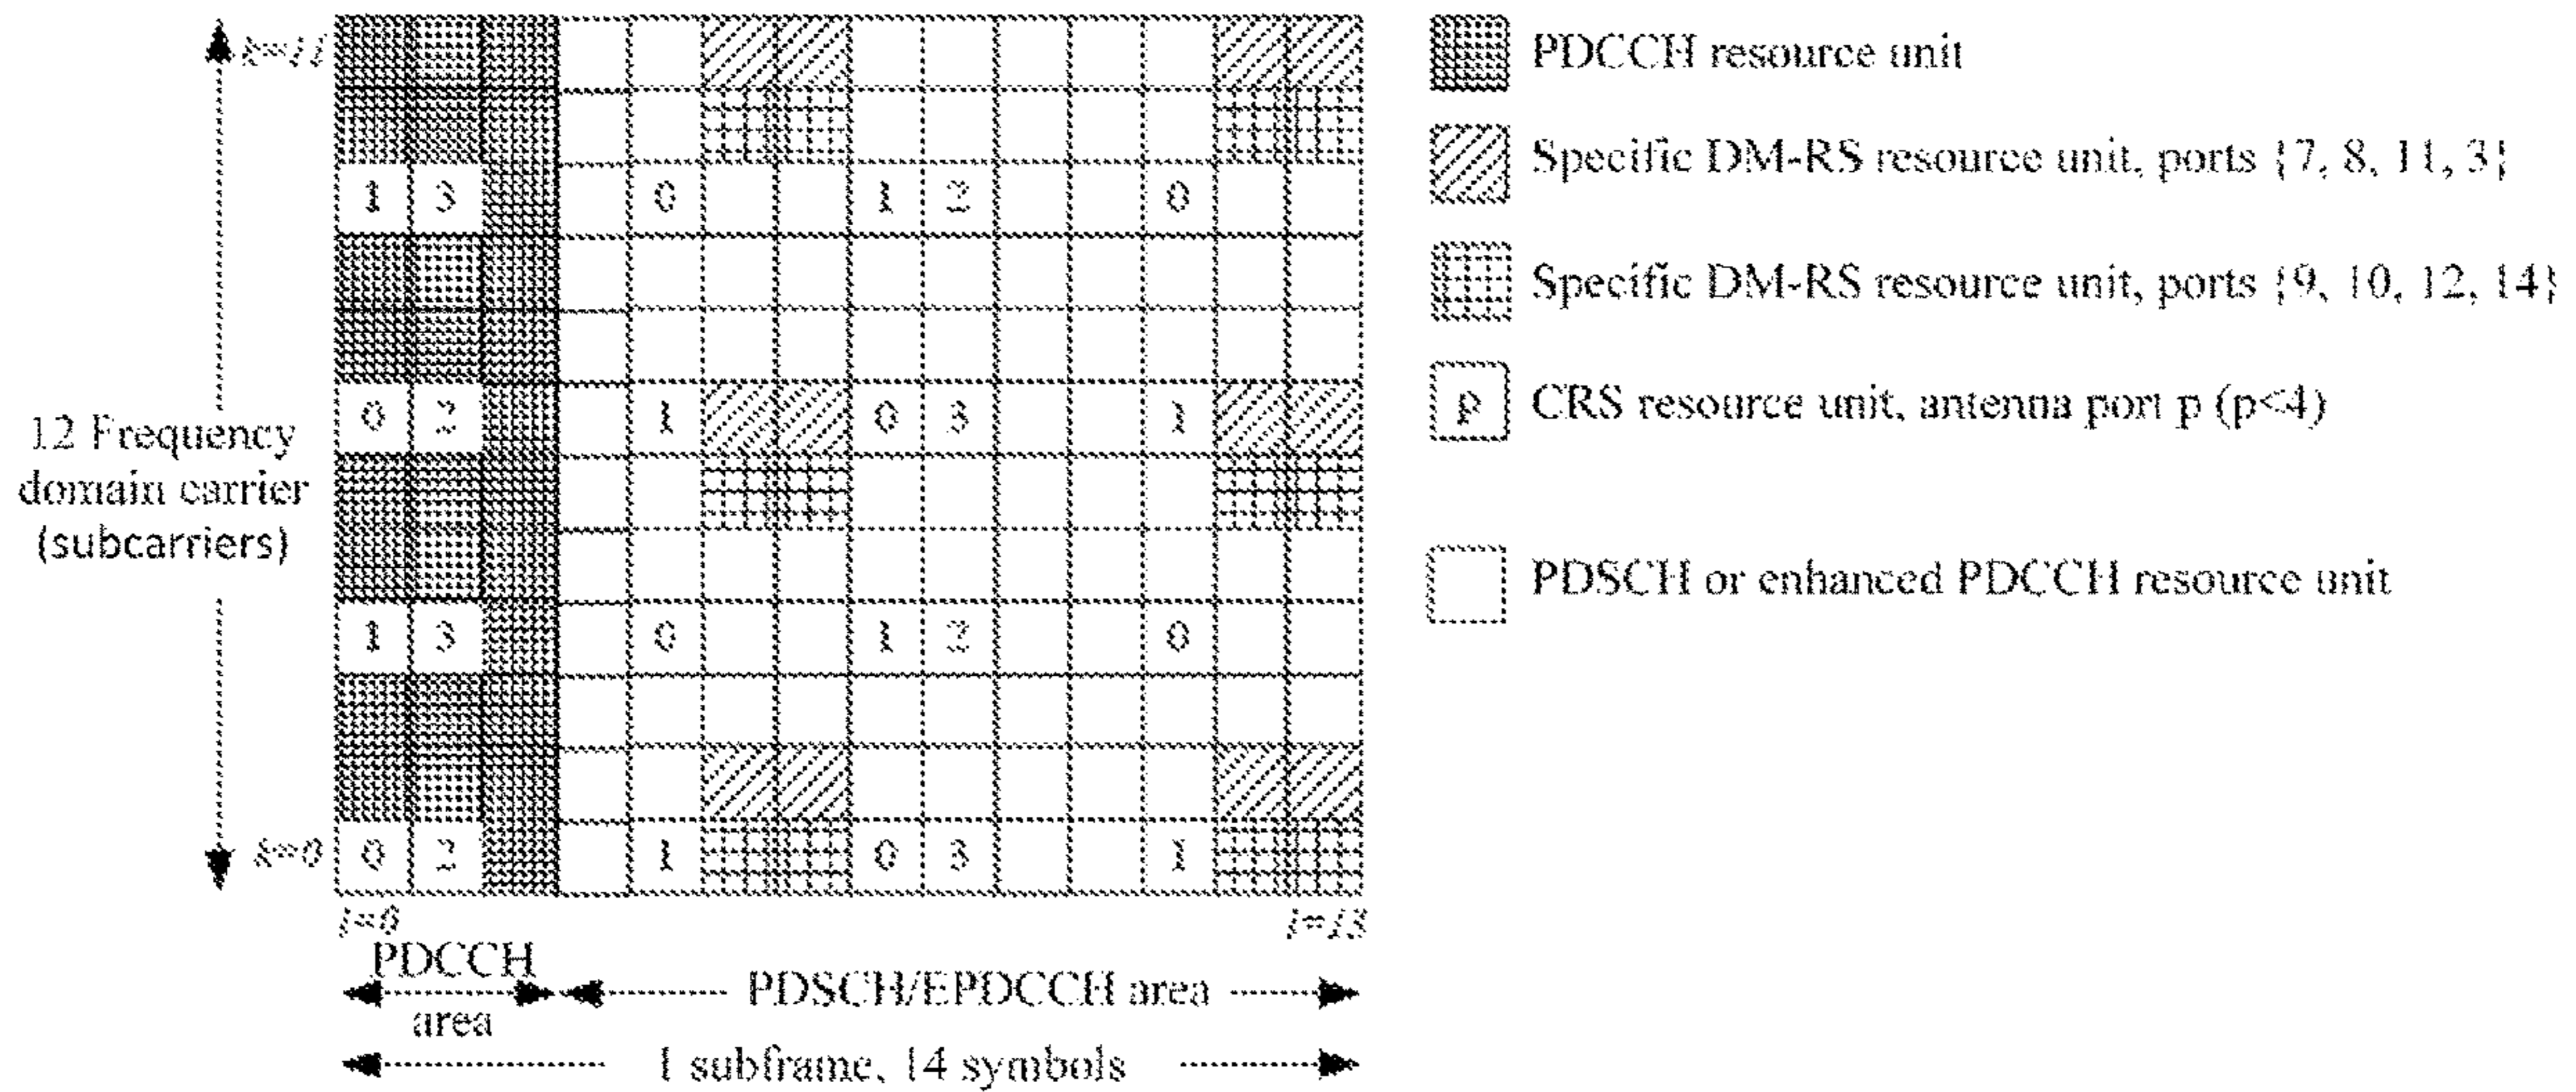 k=11
PDCCH resource unit
Specific DM-RS resource unit, ports {7, 8, 11, 3}
1 3 0 1 2 0
Specific DM-RS resource unit, ports {9, 10, 12, 14}
0 2 1 0 3 1
CRS resource unit, antenna port p (p<4)
p
12 Frequency
domain carrier
(subcarriers)
PDSCH or enhanced PDCCH resource unit
1 3 0 1 2 0
k=0
0 2 1 0 3 1
l=0
l=13
PDCCH
area
PDSCH/EPDCCH area
1 subframe, 14 symbols